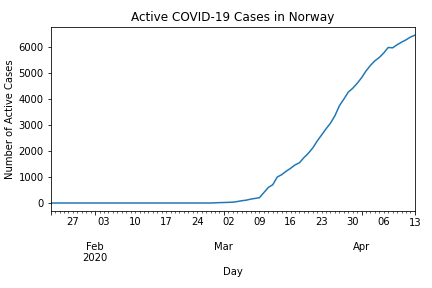 Active COVID-19 Cases in Norway
Number of Active Cases
6000
5000
4000
3000
2000
1000
0
27 03 10 17 24 02 09 16 23 30 06 13
Feb Mar Apr
2020
Day